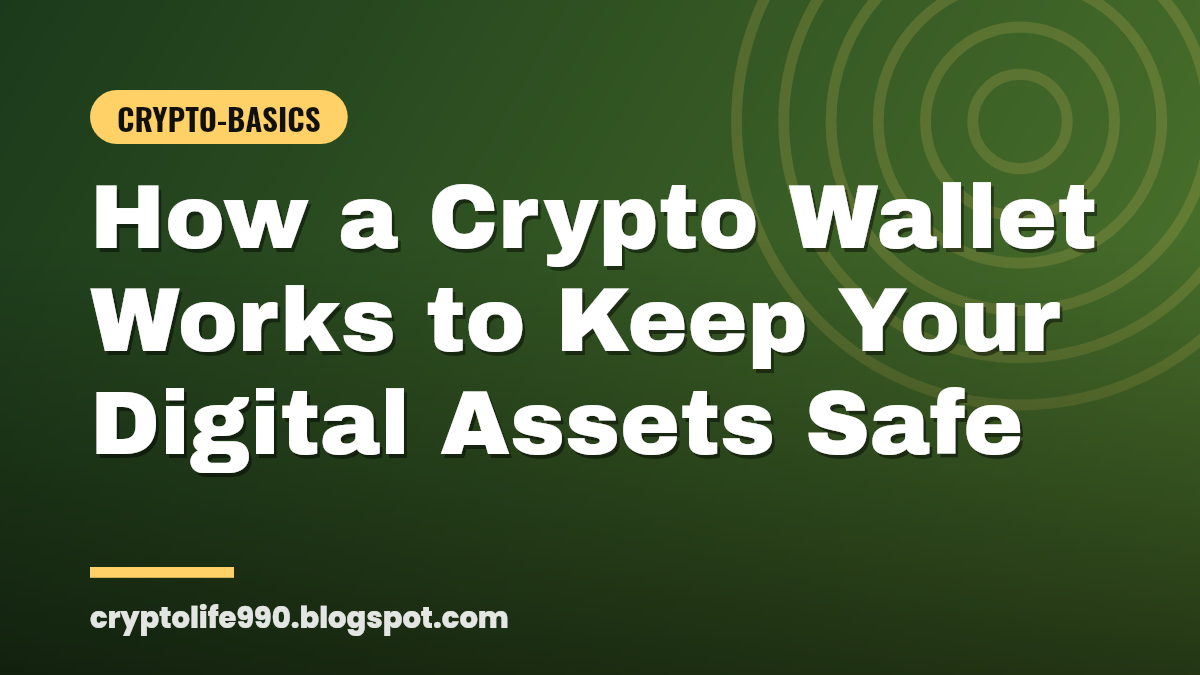 CRYPTO-BASICS
How a Crypto Wallet
Works to Keep Your
Digital Assets Safe
cryptolife990.blogspot.com